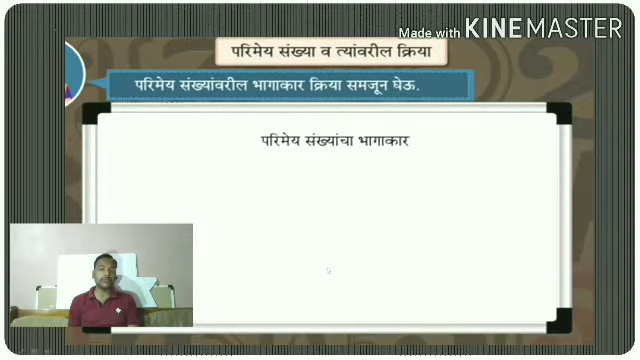 Made with KINEMASTER
परिमेय संख्या व त्यांवरील क्रिया
परिमेय संख्यांवरील भागाकार क्रिया समजून घेऊ.
परिमेय संख्यांचा भागाकार